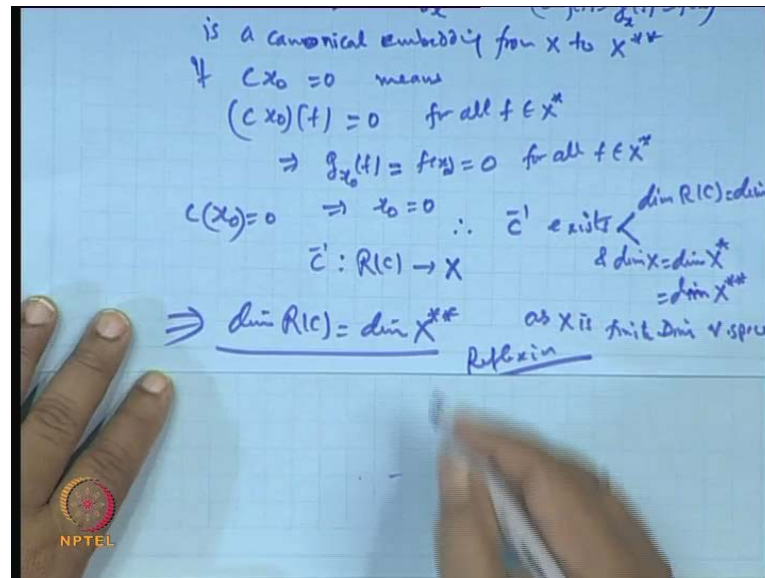 is a canonical embedding from X to X**
If Cx₀ = 0 means
(C x₀)(f) = 0 for all f ∈ X*
⇒ g_{x₀}(f) = f(x₀) = 0 for all f ∈ X*
C(x₀) = 0 ⇒ x₀ = 0 ∴ C⁻¹ exists < dim R(C) = dim
C⁻¹ : R(C) → X & dim X = dim X*
= dim X**
⇒ dim R(C) = dim X** as X is finite Dim V. space
Reflexive
NPTEL